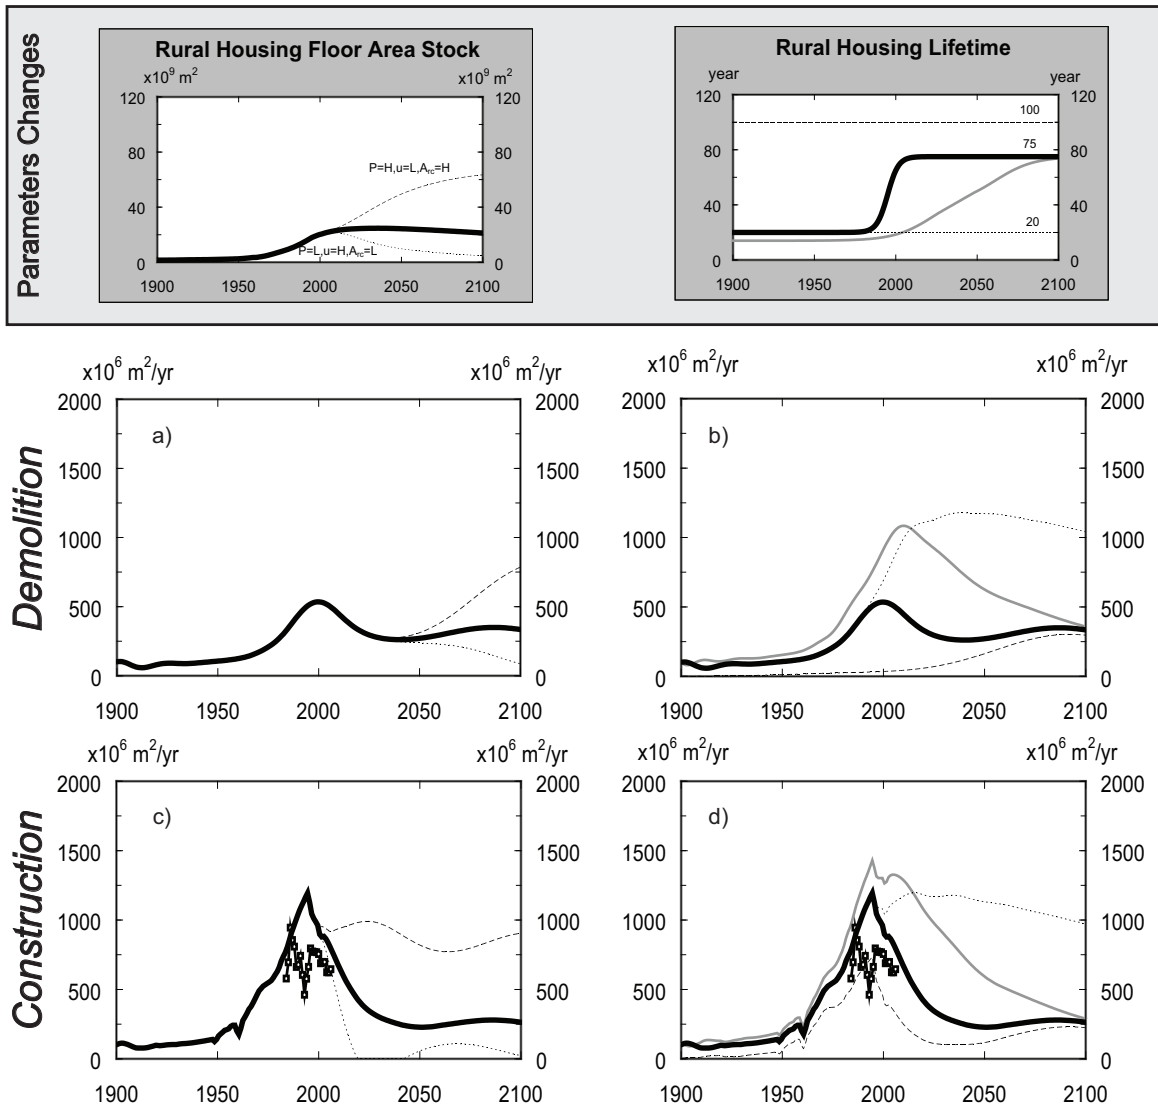 Parameters Changes
Rural Housing Floor Area Stock
x10⁹ m² x10⁹ m²
120 120
80 80
P=H,u=L,Aᵣc=H
40 40
P=L,u=H,Aᵣc=L
0 0
1900 1950 2000 2050 2100
Rural Housing Lifetime
year year
120 120
100
80 80
75
40 40
20
0 0
1900 1950 2000 2050 2100
Demolition
x10⁶ m²/yr x10⁶ m²/yr
2000 2000
a)
1500 1500
1000 1000
500 500
0 0
1900 1950 2000 2050 2100
x10⁶ m²/yr x10⁶ m²/yr
2000 2000
b)
1500 1500
1000 1000
500 500
0 0
1900 1950 2000 2050 2100
Construction
x10⁶ m²/yr x10⁶ m²/yr
2000 2000
c)
1500 1500
1000 1000
500 500
0 0
1900 1950 2000 2050 2100
x10⁶ m²/yr x10⁶ m²/yr
2000 2000
d)
1500 1500
1000 1000
500 500
0 0
1900 1950 2000 2050 2100